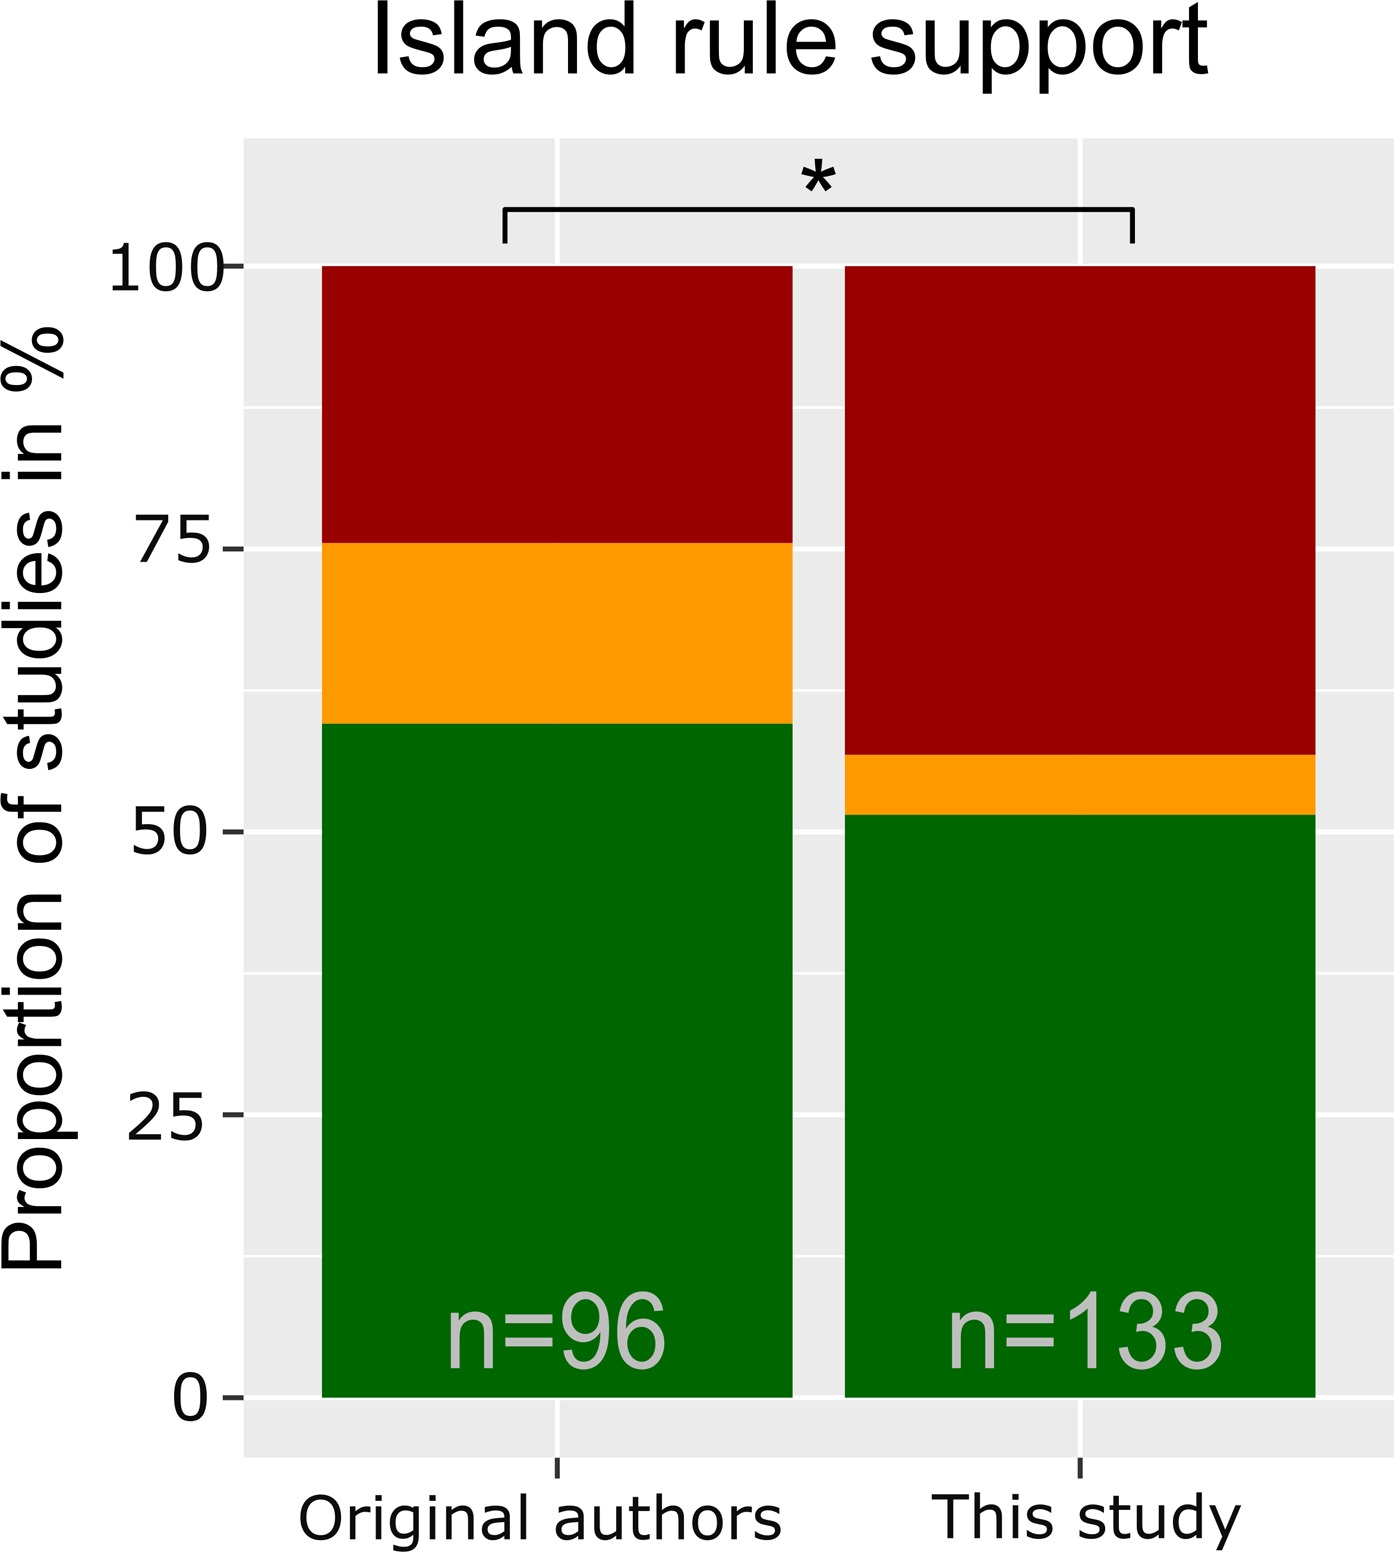 Island rule support
*
Proportion of studies in %
100
75
50
25
0
n=96
n=133
Original authors
This study